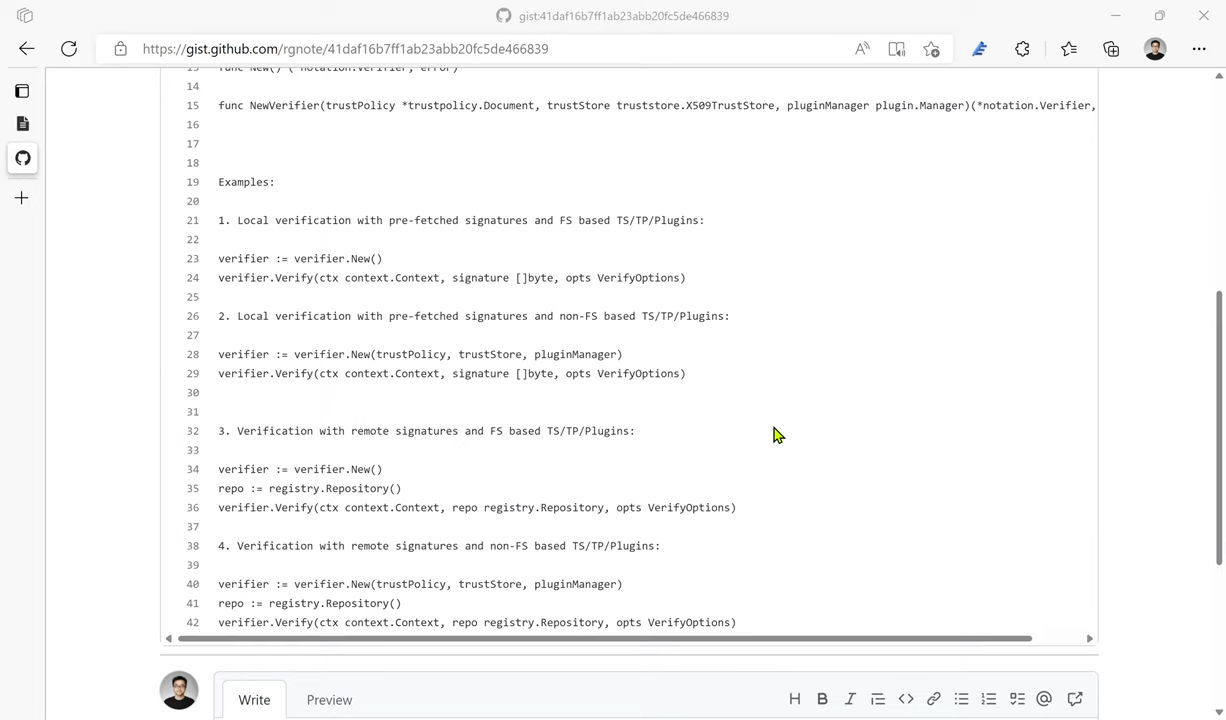 gist:41daf16b7ff1ab23abb20fc5de466839
https://gist.github.com/rgnote/41daf16b7ff1ab23abb20fc5de466839
14
15 func NewVerifier(trustPolicy *trustpolicy.Document, trustStore truststore.X509TrustStore, pluginManager plugin.Manager)(*notation.Verifier,
16
17
18
19 Examples:
20
21 1. Local verification with pre-fetched signatures and FS based TS/TP/Plugins:
22
23 verifier := verifier.New()
24 verifier.Verify(ctx context.Context, signature []byte, opts VerifyOptions)
25
26 2. Local verification with pre-fetched signatures and non-FS based TS/TP/Plugins:
27
28 verifier := verifier.New(trustPolicy, trustStore, pluginManager)
29 verifier.Verify(ctx context.Context, signature []byte, opts VerifyOptions)
30
31
32 3. Verification with remote signatures and FS based TS/TP/Plugins:
33
34 verifier := verifier.New()
35 repo := registry.Repository()
36 verifier.Verify(ctx context.Context, repo registry.Repository, opts VerifyOptions)
37
38 4. Verification with remote signatures and non-FS based TS/TP/Plugins:
39
40 verifier := verifier.New(trustPolicy, trustStore, pluginManager)
41 repo := registry.Repository()
42 verifier.Verify(ctx context.Context, repo registry.Repository, opts VerifyOptions)
Write Preview